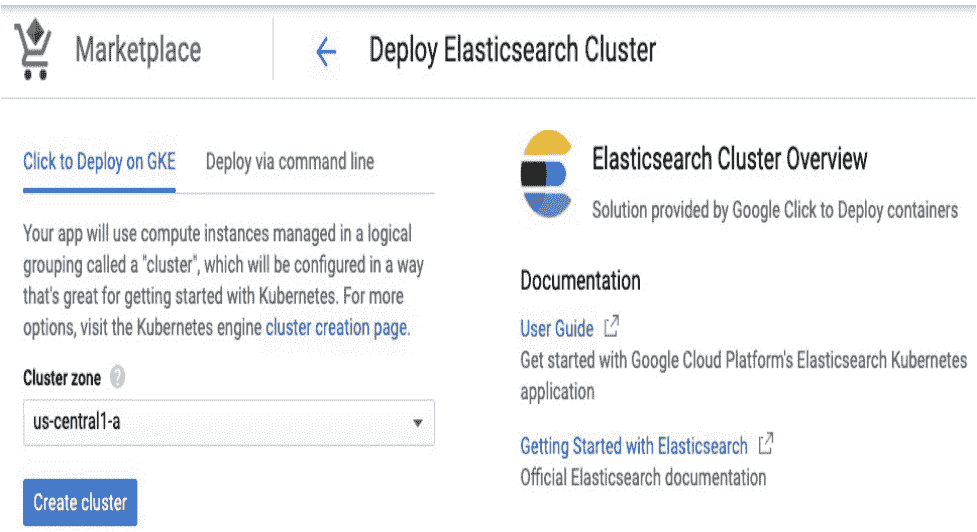 Marketplace
Deploy Elasticsearch Cluster
Click to Deploy on GKE
Deploy via command line
Your app will use compute instances managed in a logical
grouping called a "cluster", which will be configured in a way
that's great for getting started with Kubernetes. For more
options, visit the Kubernetes engine cluster creation page.
Cluster zone ?
us-central1-a
Create cluster
Elasticsearch Cluster Overview
Solution provided by Google Click to Deploy containers
Documentation
User Guide
Get started with Google Cloud Platform's Elasticsearch Kubernetes
application
Getting Started with Elasticsearch
Official Elasticsearch documentation